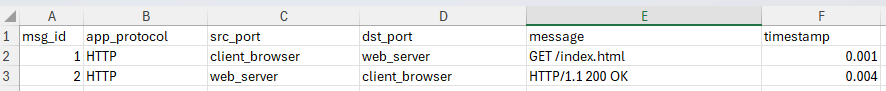 A B C D E F
1 msg_id app_protocol src_port dst_port message timestamp
2 1 HTTP client_browser web_server GET /index.html 0.001
3 2 HTTP web_server client_browser HTTP/1.1 200 OK 0.004